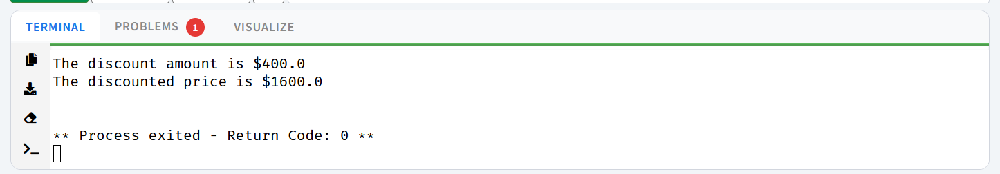 TERMINAL PROBLEMS 1 VISUALIZE
The discount amount is $400.0
The discounted price is $1600.0
** Process exited - Return Code: 0 **